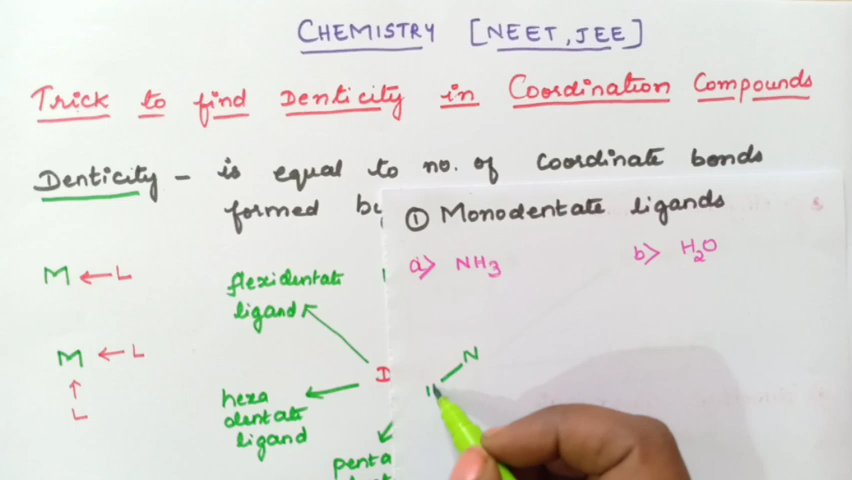 CHEMISTRY [NEET, JEE]
Trick to find Denticity in Coordination Compounds
Denticity - is equal to no. of coordinate bonds
formed by
① Monodentate ligands
a> NH3
b> H2O
M ← L
flexidentate
ligand
M ← L
↑
L
hexa
dentate
ligand
D
penta
N